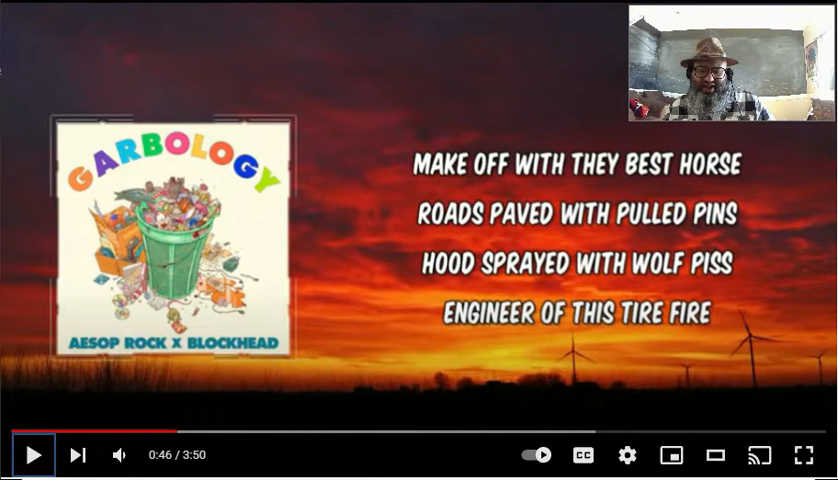 GARBOLOGY
AESOP ROCK X BLOCKHEAD
MAKE OFF WITH THEY BEST HORSE
ROADS PAVED WITH PULLED PINS
HOOD SPRAYED WITH WOLF PISS
ENGINEER OF THIS TIRE FIRE
0:46 / 3:50
CC